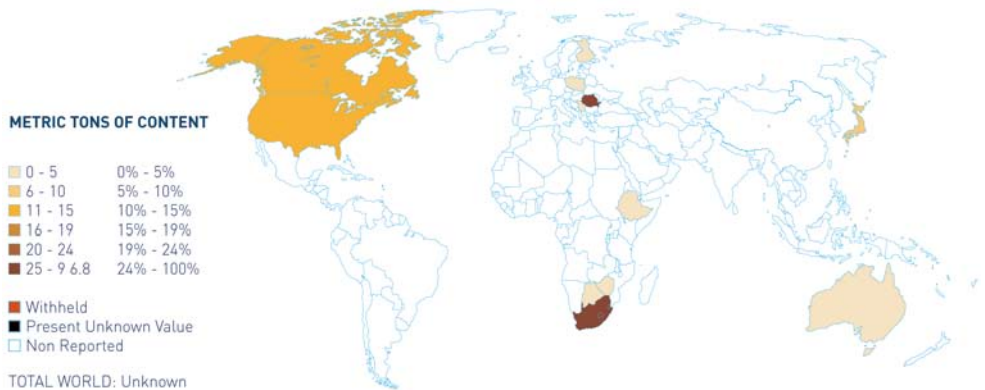 METRIC TONS OF CONTENT
0 - 5 0% - 5%
6 - 10 5% - 10%
11 - 15 10% - 15%
16 - 19 15% - 19%
20 - 24 19% - 24%
25 - 9 6.8 24% - 100%
Withheld
Present Unknown Value
Non Reported
TOTAL WORLD: Unknown